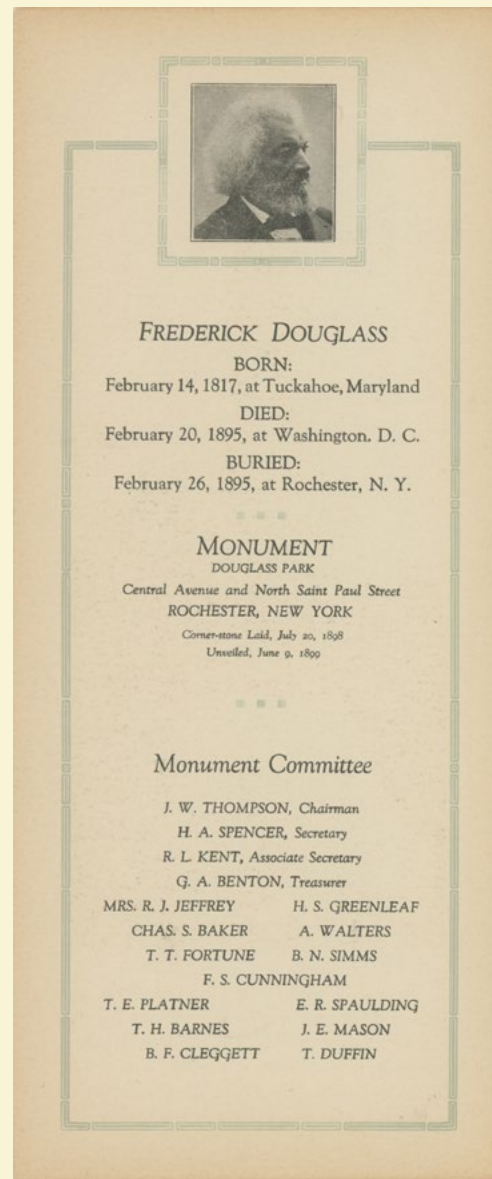 FREDERICK DOUGLASS
BORN:
February 14, 1817, at Tuckahoe, Maryland
DIED:
February 20, 1895, at Washington. D. C.
BURIED:
February 26, 1895, at Rochester, N. Y.
MONUMENT
DOUGLASS PARK
Central Avenue and North Saint Paul Street
ROCHESTER, NEW YORK
Corner-stone Laid, July 20, 1898
Unveiled, June 9, 1899
Monument Committee
J. W. THOMPSON, Chairman
H. A. SPENCER, Secretary
R. L. KENT, Associate Secretary
G. A. BENTON, Treasurer
MRS. R. J. JEFFREY H. S. GREENLEAF
CHAS. S. BAKER A. WALTERS
T. T. FORTUNE B. N. SIMMS
F. S. CUNNINGHAM
T. E. PLATNER E. R. SPAULDING
T. H. BARNES J. E. MASON
B. F. CLEGGETT T. DUFFIN